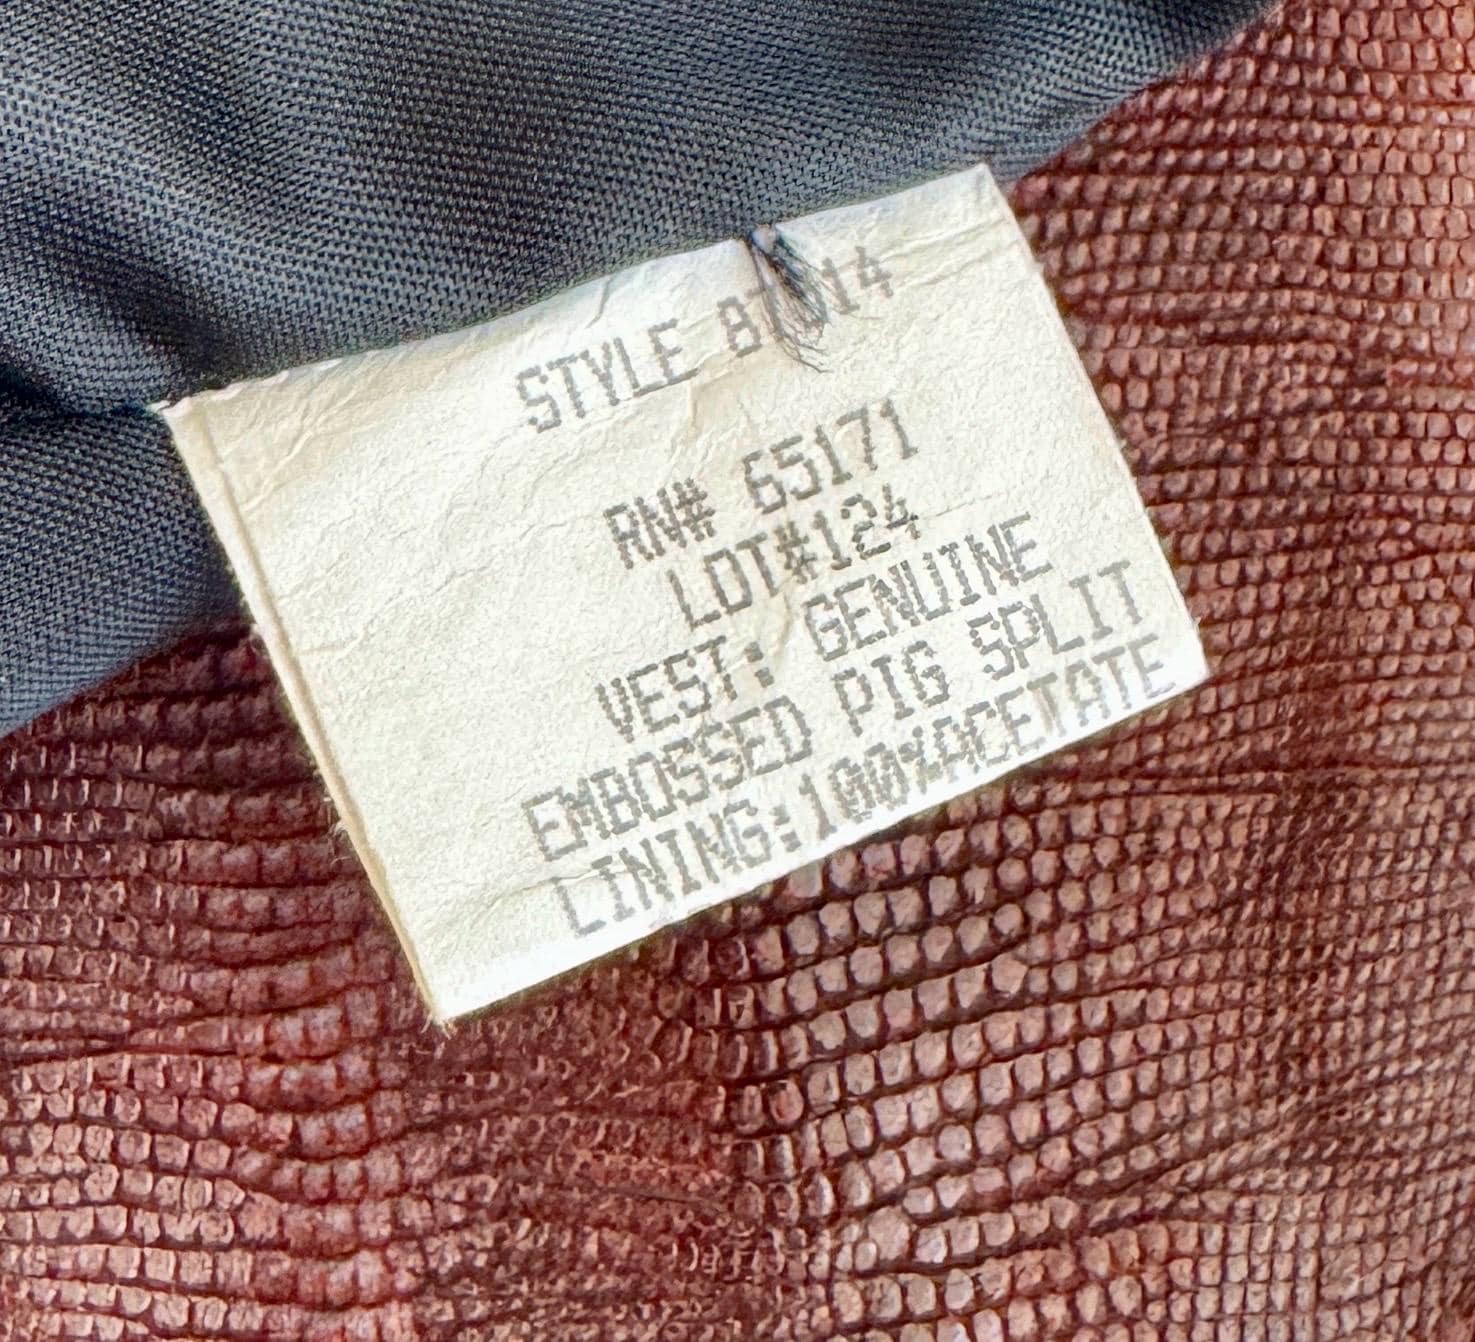 STYLE
RN# 65171
LOT#124
VEST: GENUINE
EMBOSSED PIG SPLIT
LINING:100%ACETATE